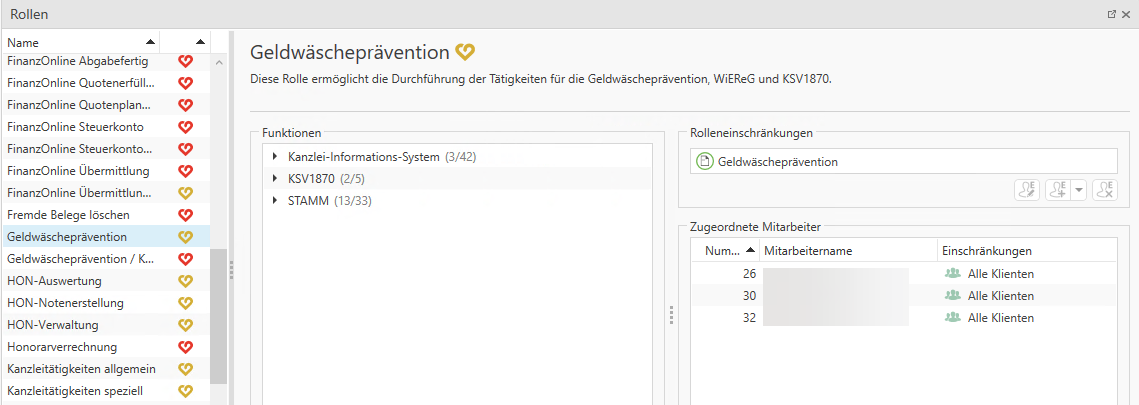 Rollen
Name
FinanzOnline Abgabefertig
FinanzOnline Quotenerfüll...
FinanzOnline Quotenplan...
FinanzOnline Steuerkonto
FinanzOnline Steuerkonto...
FinanzOnline Übermittlung
FinanzOnline Übermittlun...
Fremde Belege löschen
Geldwäscheprävention
Geldwäscheprävention / K...
HON-Auswertung
HON-Notenerstellung
HON-Verwaltung
Honorarverrechnung
Kanzleitätigkeiten allgemein
Kanzleitätigkeiten speziell
Geldwäscheprävention
Diese Rolle ermöglicht die Durchführung der Tätigkeiten für die Geldwäscheprävention, WiEReG und KSV1870.
Funktionen
Kanzlei-Informations-System (3/42)
KSV1870 (2/5)
STAMM (13/33)
Rolleneinschränkungen
Geldwäscheprävention
Zugeordnete Mitarbeiter
Num... Mitarbeitername Einschränkungen
26 Alle Klienten
30 Alle Klienten
32 Alle Klienten